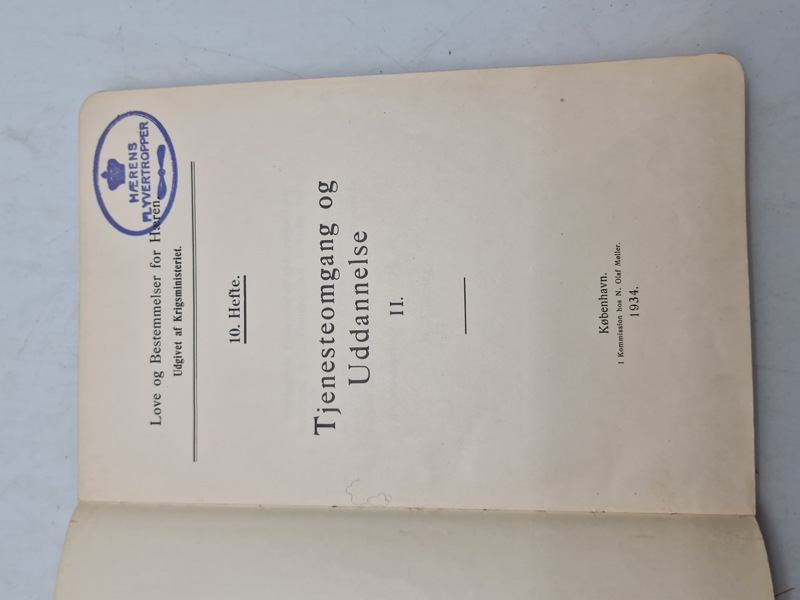 HÆRENS
FLYVERTROPPER
Love og Bestemmelser for Hæren.
Udgivet af Krigsministeriet.
10. Hefte.
Tjenesteomgang og
Uddannelse
II.
København.
I Kommission hos N. Olaf Møller.
1934.